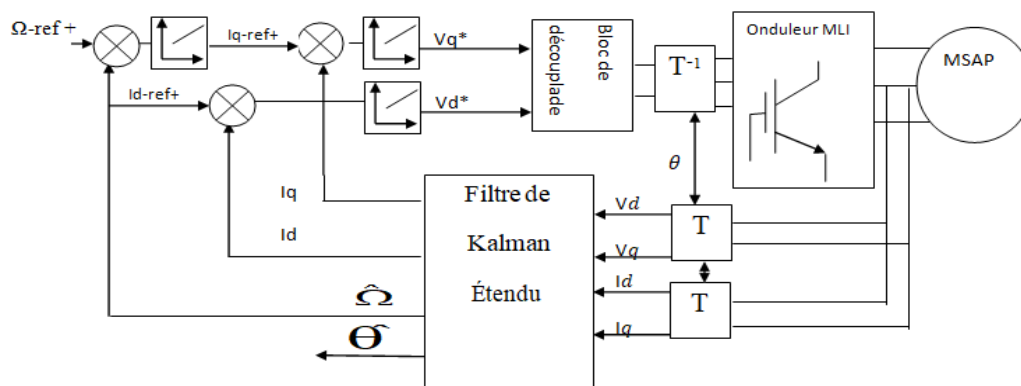 Ω-ref +
Iq-ref+
Vq*
Bloc de
découplade
T⁻¹
Onduleur MLI
MSAP
Id-ref+
Vd*
θ
Iq
Filtre de
Vd
T
Id
Kalman
Vq
Étendu
Id
T
Ω̂
Iq
Θ̂